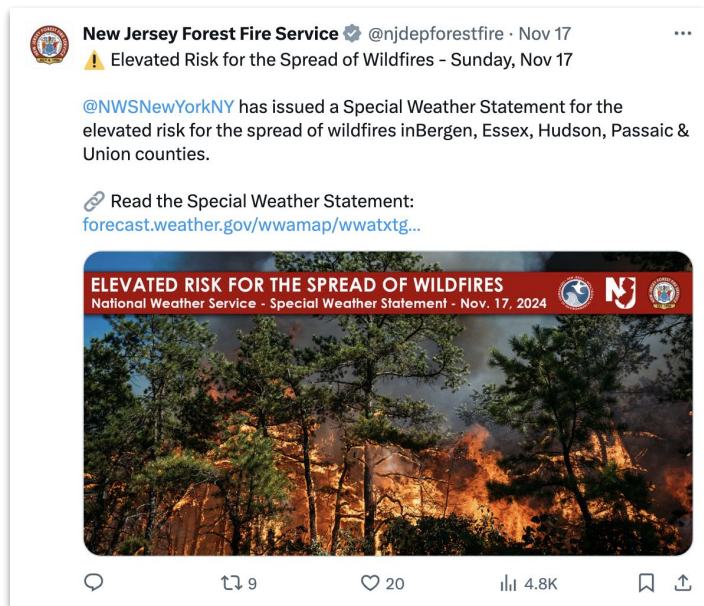 New Jersey Forest Fire Service @njdepforestfire · Nov 17
⚠️ Elevated Risk for the Spread of Wildfires - Sunday, Nov 17
@NWSNewYorkNY has issued a Special Weather Statement for the
elevated risk for the spread of wildfires inBergen, Essex, Hudson, Passaic &
Union counties.
🔗 Read the Special Weather Statement:
forecast.weather.gov/wwamap/wwatxtg...
ELEVATED RISK FOR THE SPREAD OF WILDFIRES
National Weather Service - Special Weather Statement - Nov. 17, 2024
NJ
9 20 4.8K